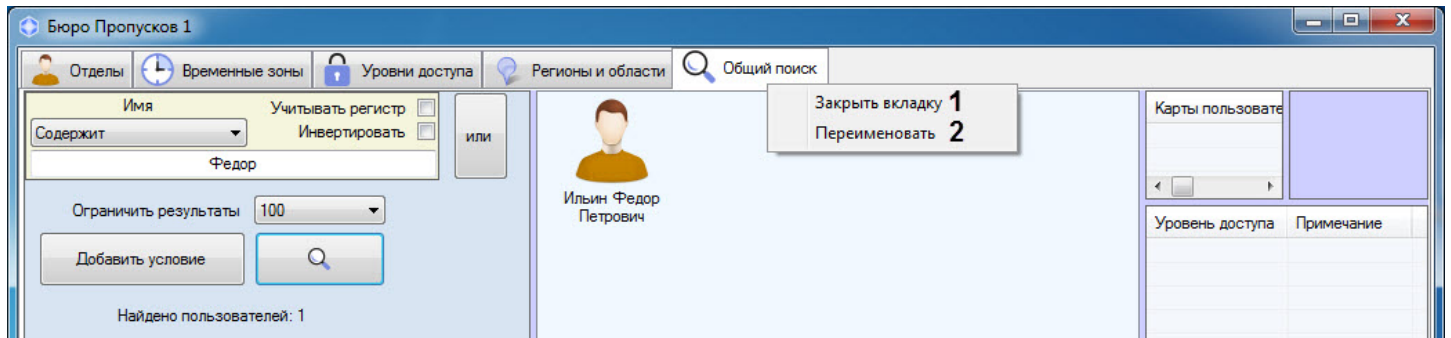 Бюро Пропусков 1
Отделы Временные зоны Уровни доступа Регионы и области Общий поиск
Закрыть вкладку 1
Переименовать 2
Имя Учитывать регистр
Содержит Инвертировать
Федор
или
Ограничить результаты 100
Добавить условие
Найдено пользователей: 1
Ильин Федор
Петрович
Карты пользовате
Уровень доступа Примечание